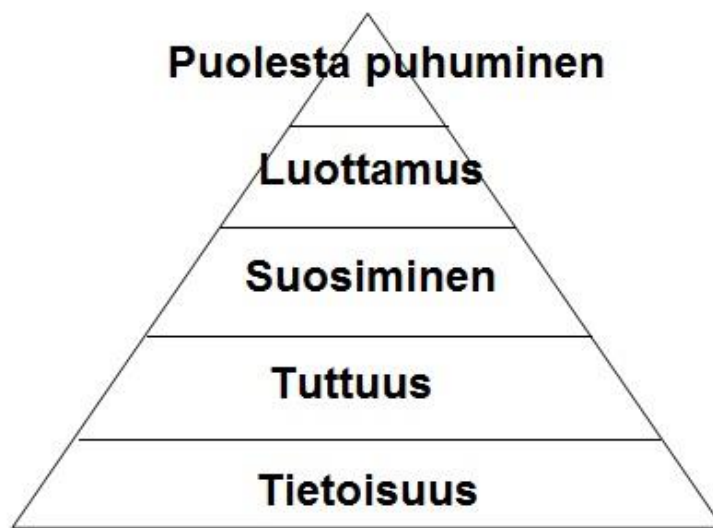 Puolesta puhuminen
Luottamus
Suosiminen
Tuttuus
Tietoisuus